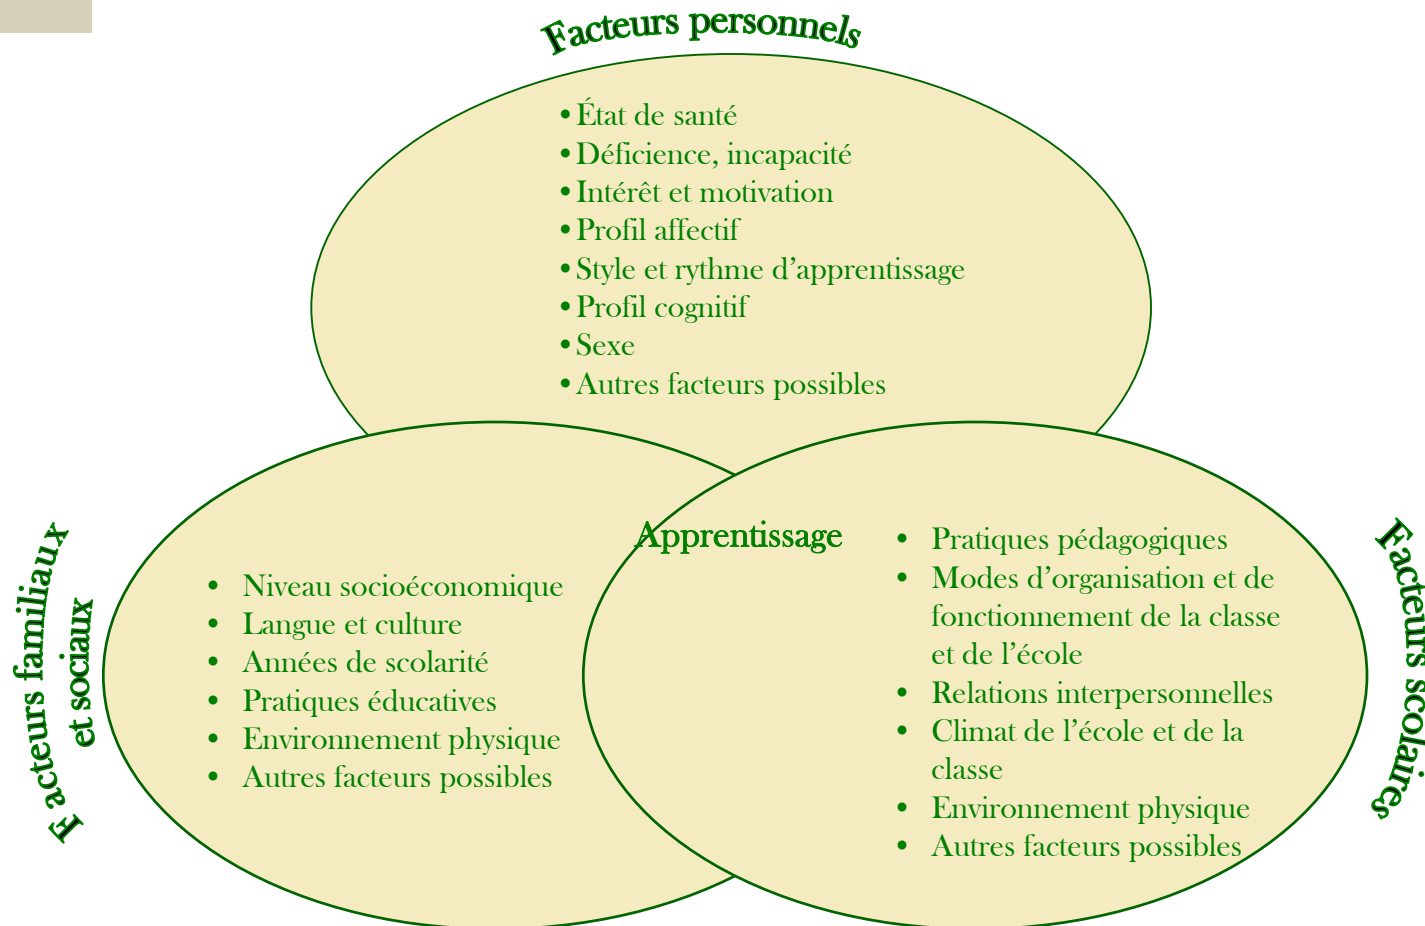 Facteurs personnels
• État de santé
• Déficience, incapacité
• Intérêt et motivation
• Profil affectif
• Style et rythme d’apprentissage
• Profil cognitif
• Sexe
• Autres facteurs possibles
Facteurs familiaux
et sociaux
• Niveau socioéconomique
• Langue et culture
• Années de scolarité
• Pratiques éducatives
• Environnement physique
• Autres facteurs possibles
Apprentissage
• Pratiques pédagogiques
• Modes d’organisation et de
fonctionnement de la classe
et de l’école
• Relations interpersonnelles
• Climat de l’école et de la
classe
• Environnement physique
• Autres facteurs possibles
Facteurs scolaires